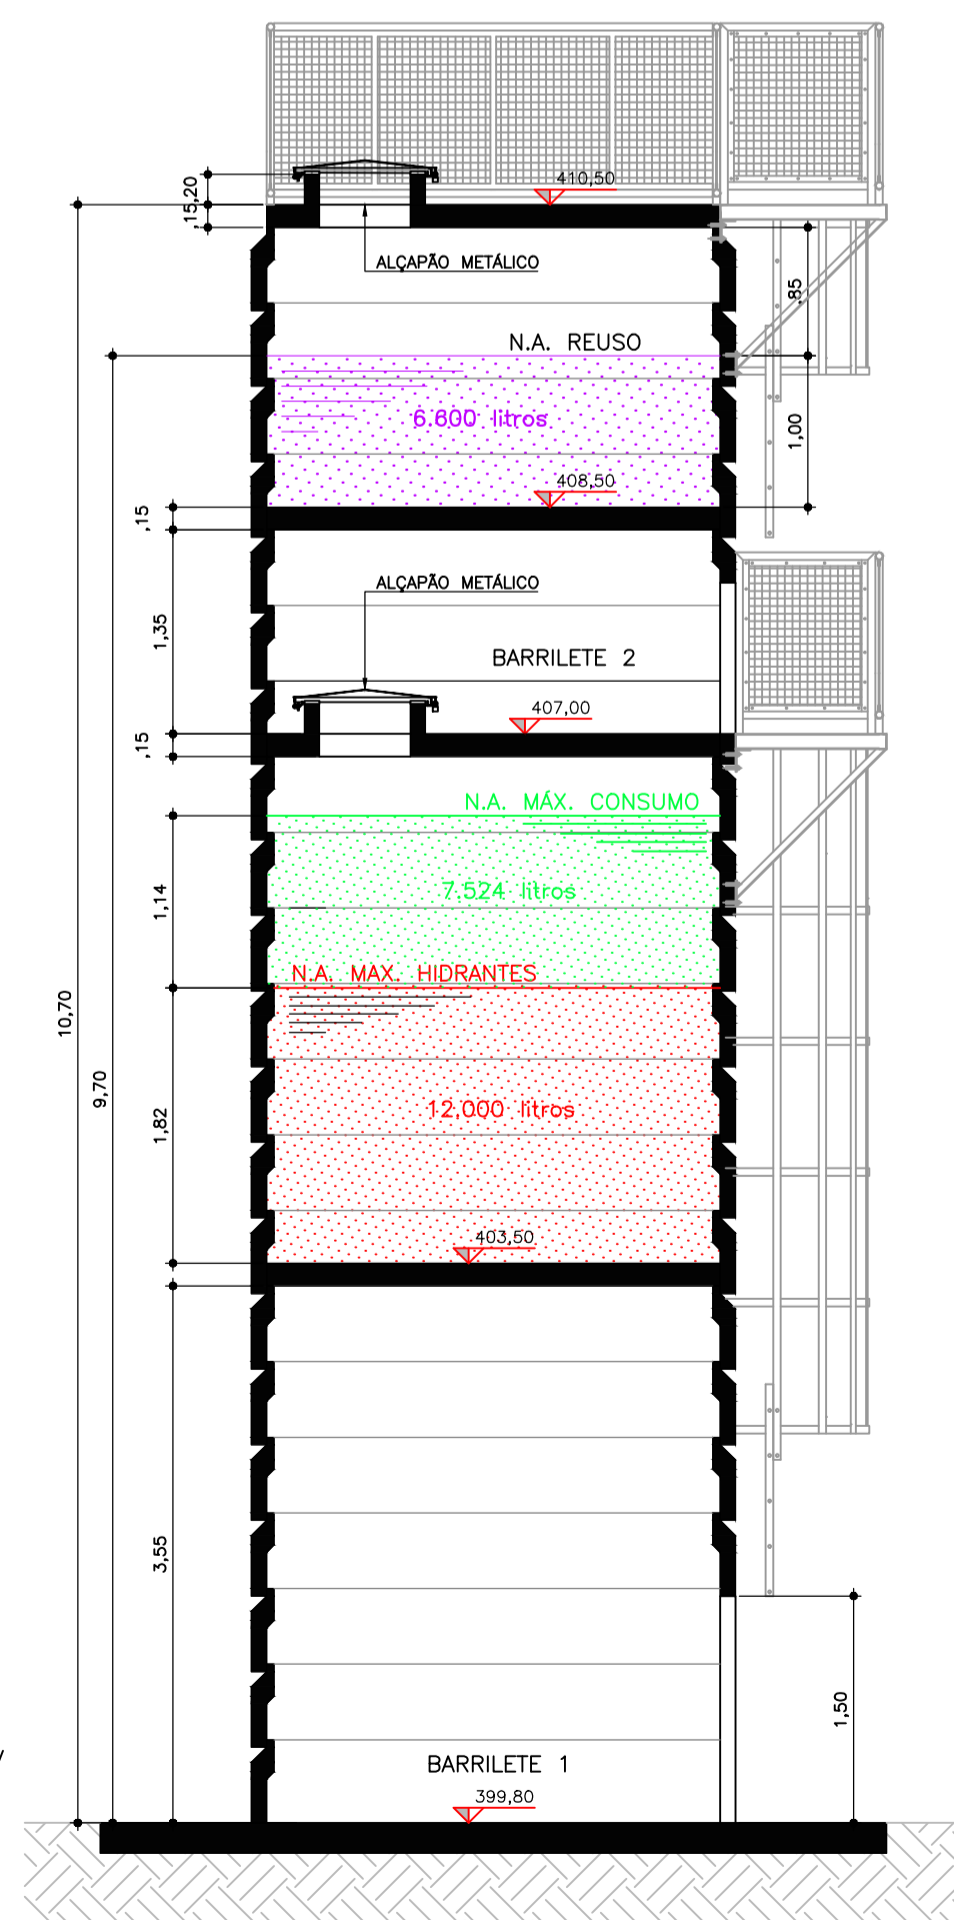 410,50
,20
,15
ALÇAPÃO METÁLICO
,85
N.A. REUSO
6.600 litros
1,00
408,50
,15
ALÇAPÃO METÁLICO
1,35
BARRILETE 2
407,00
,15
N.A. MÁX. CONSUMO
7.524 litros
1,14
N.A. MAX. HIDRANTES
10,70
9,70
12,000 litros
1,82
403,50
3,55
1,50
BARRILETE 1
399,80